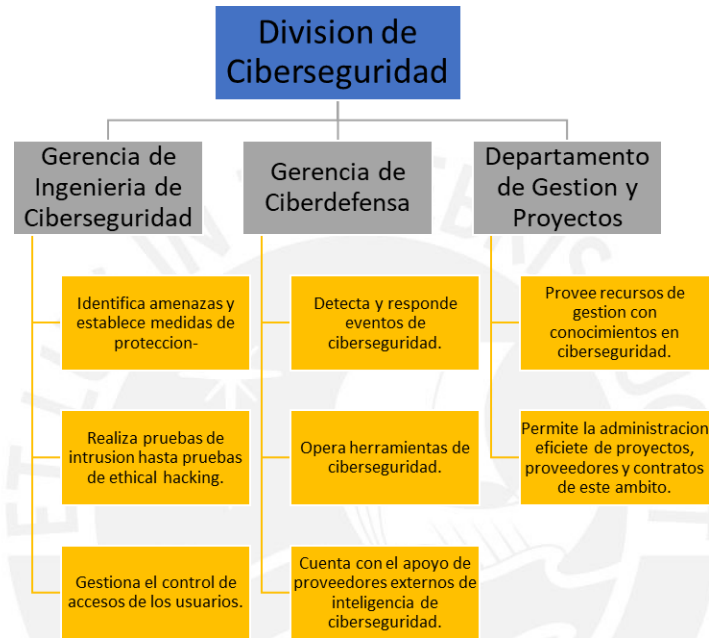 Division de
Ciberseguridad
Gerencia de
Ingenieria de
Ciberseguridad
Gerencia de
Ciberdefensa
Departamento
de Gestion y
Proyectos
Identifica amenazas y
establece medidas de
proteccion-
Realiza pruebas de
intrusion hasta pruebas
de ethical hacking.
Gestiona el control de
accesos de los usuarios.
Detecta y responde
eventos de
ciberseguridad.
Opera herramientas de
ciberseguridad.
Cuenta con el apoyo de
proveedores externos de
inteligencia de
ciberseguridad.
Provee recursos de
gestion con
conocimientos en
ciberseguridad.
Permite la administracion
eficiete de proyectos,
proveedores y contratos
de este ambito.